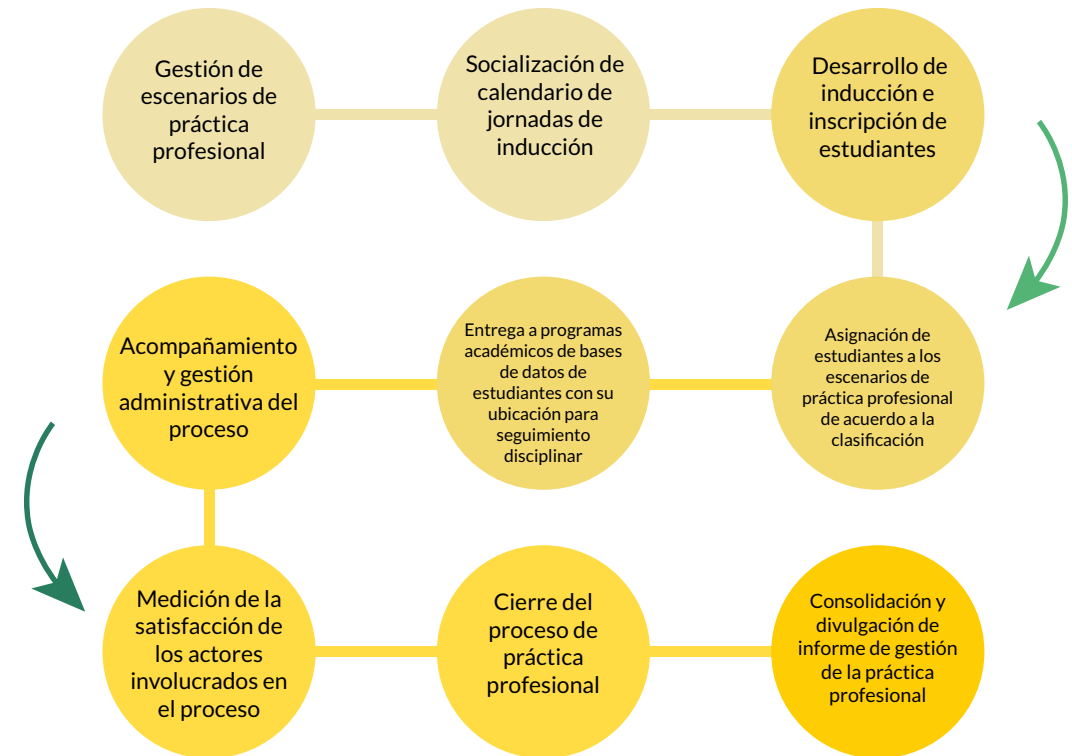 Gestión de
escenarios de
práctica
profesional
Socialización de
calendario de
jornadas de
inducción
Desarrollo de
inducción e
inscripción de
estudiantes
Asignación de
estudiantes a los
escenarios de
práctica profesional
de acuerdo a la
clasificación
Entrega a programas
académicos de bases
de datos de
estudiantes con su
ubicación para
seguimiento
disciplinar
Acompañamiento
y gestión
administrativa del
proceso
Medición de la
satisfacción de
los actores
involucrados en
el proceso
Cierre del
proceso de
práctica
profesional
Consolidación y
divulgación de
informe de gestión
de la práctica
profesional